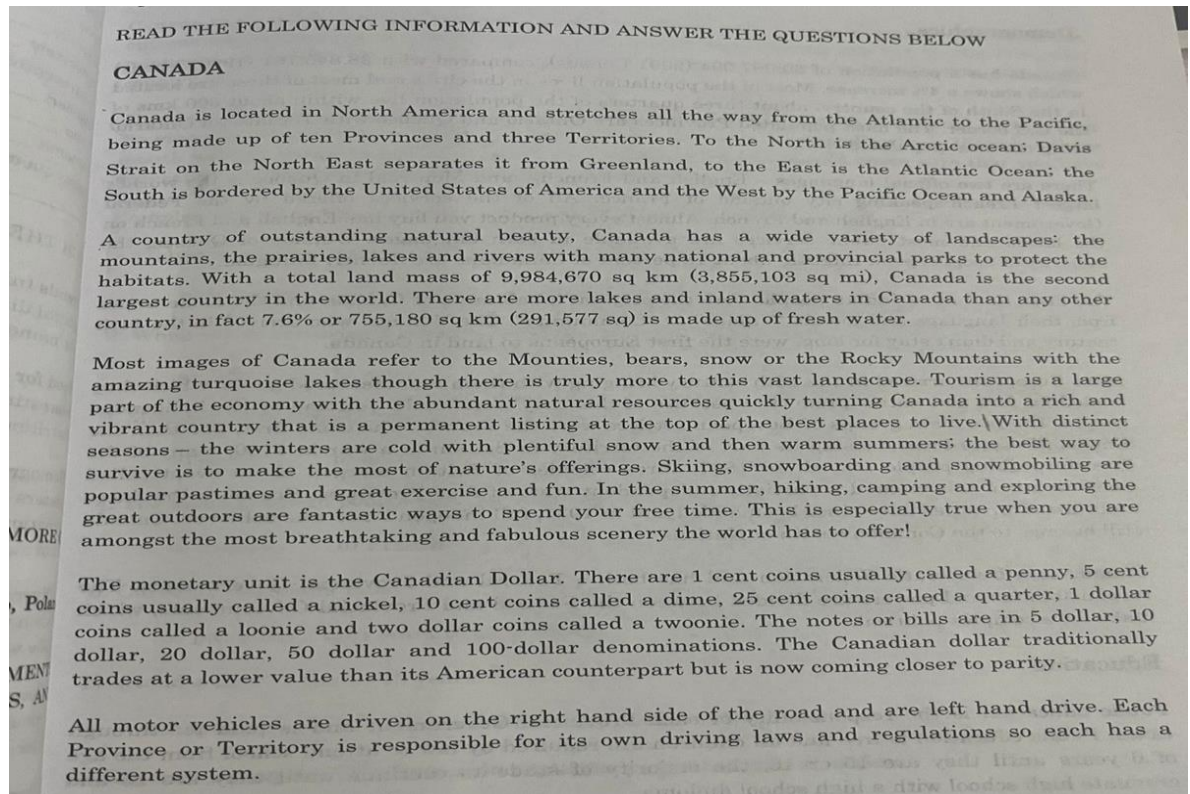 READ THE FOLLOWING INFORMATION AND ANSWER THE QUESTIONS BELOW
CANADA
Canada is located in North America and stretches all the way from the Atlantic to the Pacific,
being made up of ten Provinces and three Territories. To the North is the Arctic ocean; Davis
Strait on the North East separates it from Greenland, to the East is the Atlantic Ocean; the
South is bordered by the United States of America and the West by the Pacific Ocean and Alaska.
A country of outstanding natural beauty, Canada has a wide variety of landscapes: the
mountains, the prairies, lakes and rivers with many national and provincial parks to protect the
habitats. With a total land mass of 9,984,670 sq km (3,855,103 sq mi), Canada is the second
largest country in the world. There are more lakes and inland waters in Canada than any other
country, in fact 7.6% or 755,180 sq km (291,577 sq) is made up of fresh water.
Most images of Canada refer to the Mounties, bears, snow or the Rocky Mountains with the
amazing turquoise lakes though there is truly more to this vast landscape. Tourism is a large
part of the economy with the abundant natural resources quickly turning Canada into a rich and
vibrant country that is a permanent listing at the top of the best places to live. With distinct
seasons – the winters are cold with plentiful snow and then warm summers; the best way to
survive is to make the most of nature's offerings. Skiing, snowboarding and snowmobiling are
popular pastimes and great exercise and fun. In the summer, hiking, camping and exploring the
great outdoors are fantastic ways to spend your free time. This is especially true when you are
amongst the most breathtaking and fabulous scenery the world has to offer!
The monetary unit is the Canadian Dollar. There are 1 cent coins usually called a penny, 5 cent
coins usually called a nickel, 10 cent coins called a dime, 25 cent coins called a quarter, 1 dollar
coins called a loonie and two dollar coins called a twoonie. The notes or bills are in 5 dollar, 10
dollar, 20 dollar, 50 dollar and 100-dollar denominations. The Canadian dollar traditionally
trades at a lower value than its American counterpart but is now coming closer to parity.
All motor vehicles are driven on the right hand side of the road and are left hand drive. Each
Province or Territory is responsible for its own driving laws and regulations so each has a
different system.
MORE